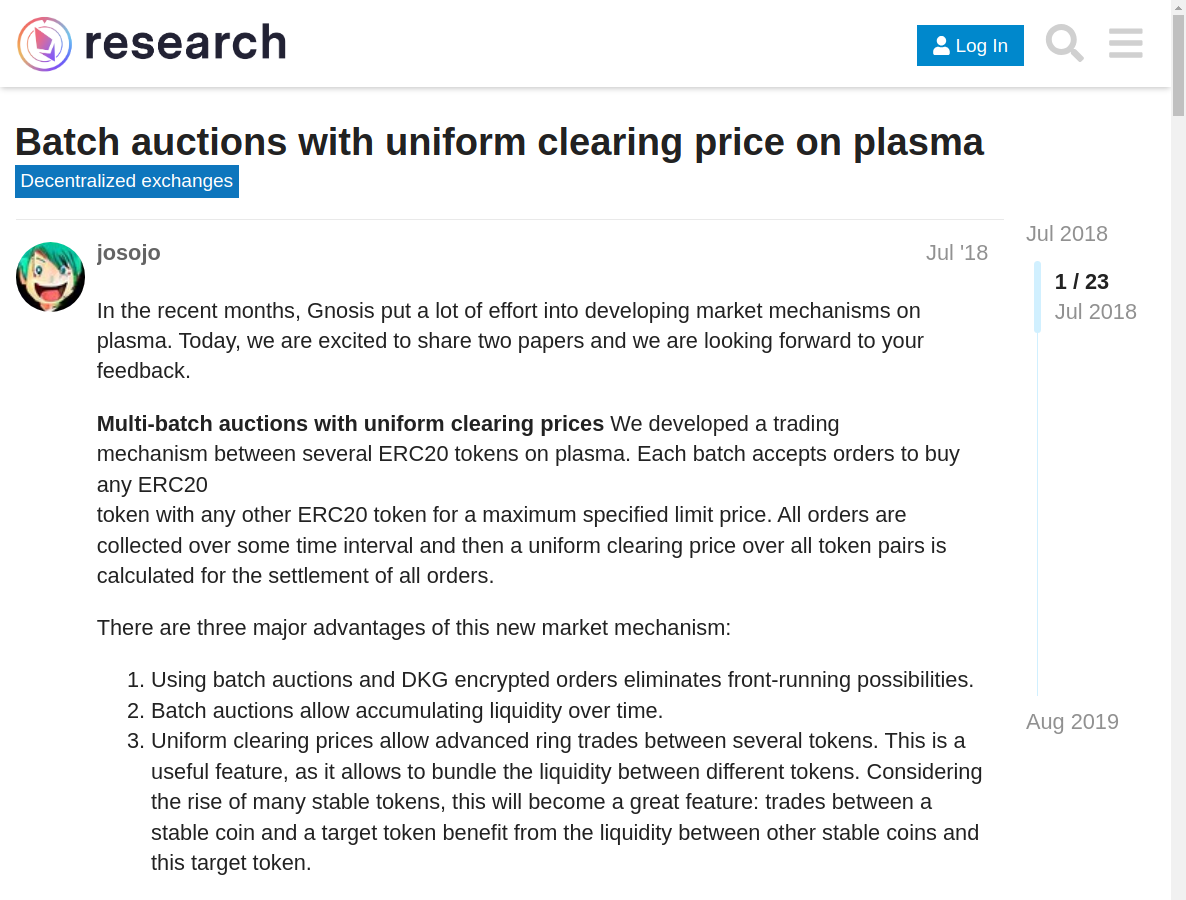 research
Log In
Batch auctions with uniform clearing price on plasma
Decentralized exchanges
josojo
Jul '18
In the recent months, Gnosis put a lot of effort into developing market mechanisms on
plasma. Today, we are excited to share two papers and we are looking forward to your
feedback.
Multi-batch auctions with uniform clearing prices We developed a trading
mechanism between several ERC20 tokens on plasma. Each batch accepts orders to buy
any ERC20
token with any other ERC20 token for a maximum specified limit price. All orders are
collected over some time interval and then a uniform clearing price over all token pairs is
calculated for the settlement of all orders.
There are three major advantages of this new market mechanism:
1. Using batch auctions and DKG encrypted orders eliminates front-running possibilities.
2. Batch auctions allow accumulating liquidity over time.
3. Uniform clearing prices allow advanced ring trades between several tokens. This is a
useful feature, as it allows to bundle the liquidity between different tokens. Considering
the rise of many stable tokens, this will become a great feature: trades between a
stable coin and a target token benefit from the liquidity between other stable coins and
this target token.
Jul 2018
1 / 23
Jul 2018
Aug 2019